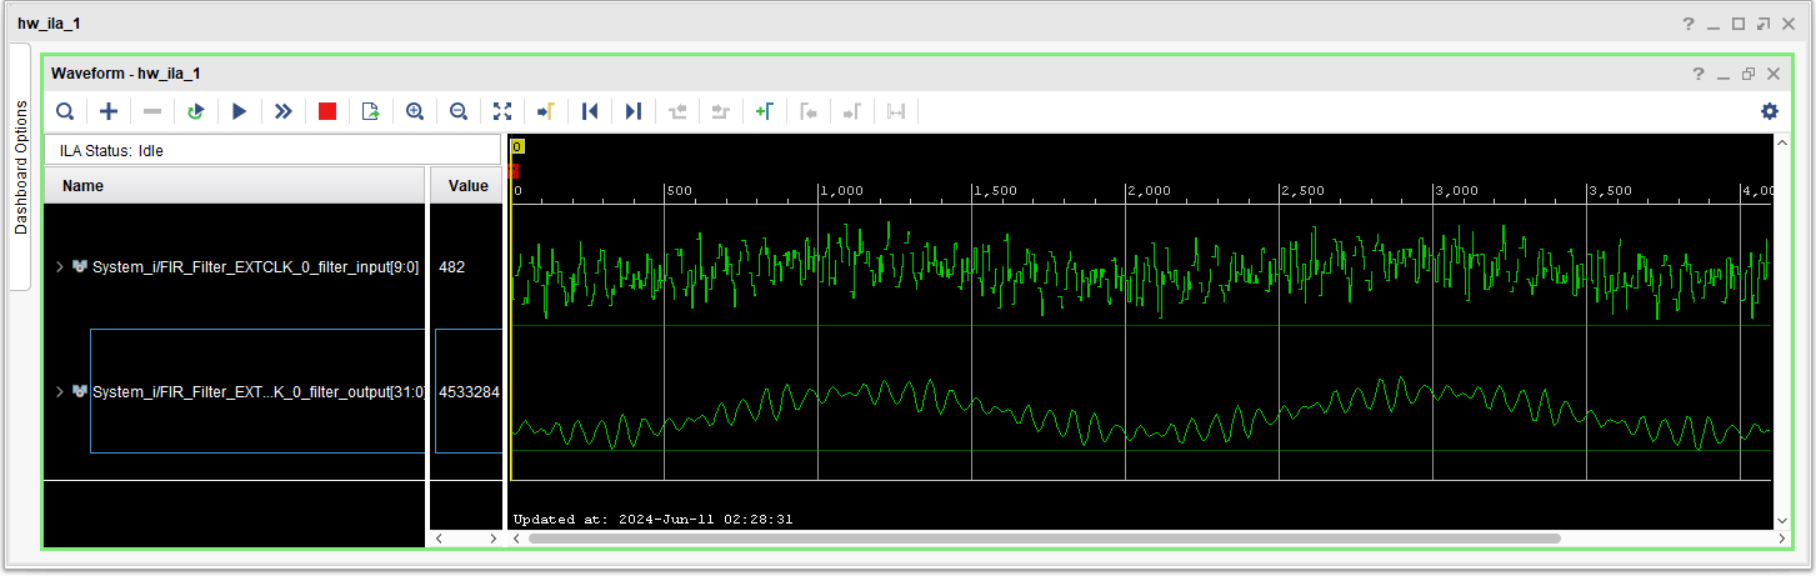 hw_ila_1
Dashboard Options
Waveform - hw_ila_1
ILA Status: Idle
Name Value
0
0 500 1,000 1,500 2,000 2,500 3,000 3,500 4,00
System_i/FIR_Filter_EXTCLK_0_filter_input[9:0] 482
System_i/FIR_Filter_EXT...K_0_filter_output[31:0] 4533284
Updated at: 2024-Jun-11 02:28:31